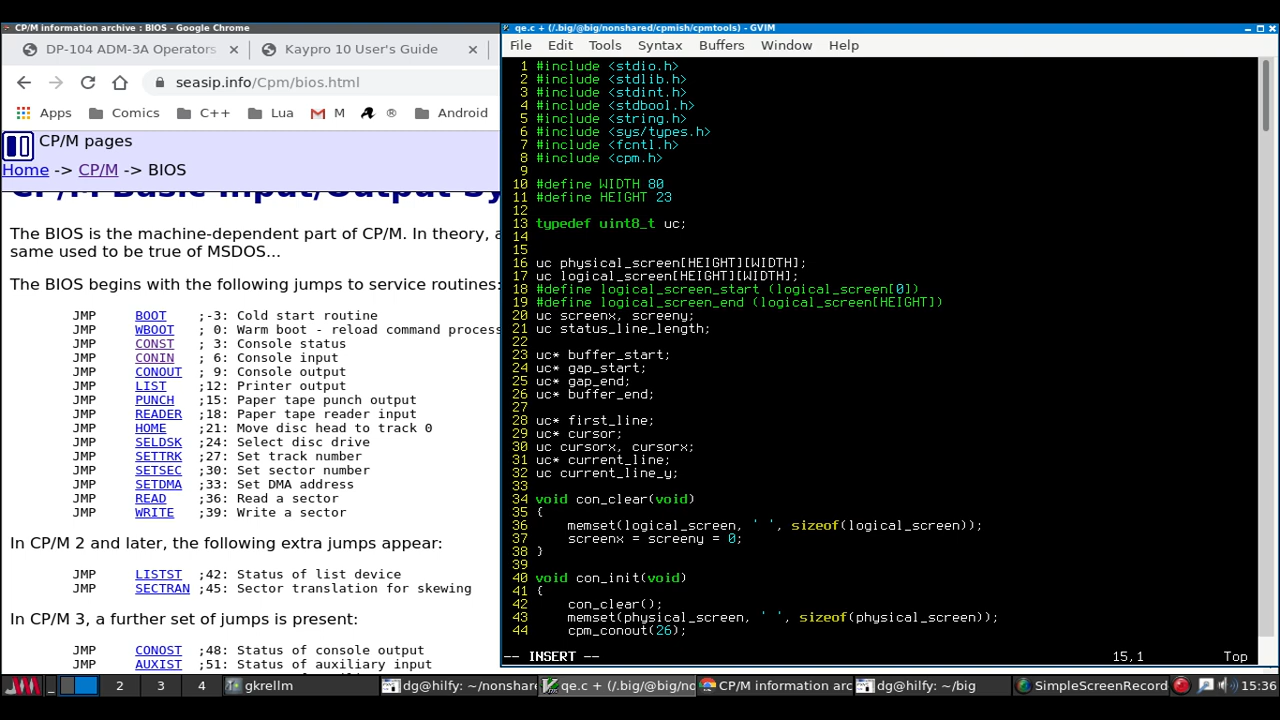 CP/M information archive : BIOS - Google Chrome
DP-104 ADM-3A Operators
Kaypro 10 User's Guide
seasip.info/Cpm/bios.html
Apps Comics C++ Lua M ® Android
CP/M pages
Home -> CP/M -> BIOS
CP/M Basic Input/Output Sy
The BIOS is the machine-dependent part of CP/M. In theory, a
same used to be true of MSDOS...
The BIOS begins with the following jumps to service routines:
JMP BOOT ;-3: Cold start routine
JMP WBOOT ; 0: Warm boot - reload command process
JMP CONST ; 3: Console status
JMP CONIN ; 6: Console input
JMP CONOUT ; 9: Console output
JMP LIST ;12: Printer output
JMP PUNCH ;15: Paper tape punch output
JMP READER ;18: Paper tape reader input
JMP HOME ;21: Move disc head to track 0
JMP SELDSK ;24: Select disc drive
JMP SETTRK ;27: Set track number
JMP SETSEC ;30: Set sector number
JMP SETDMA ;33: Set DMA address
JMP READ ;36: Read a sector
JMP WRITE ;39: Write a sector
In CP/M 2 and later, the following extra jumps appear:
JMP LISTST ;42: Status of list device
JMP SECTRAN ;45: Sector translation for skewing
In CP/M 3, a further set of jumps is present:
JMP CONOST ;48: Status of console output
JMP AUXIST ;51: Status of auxiliary input
qe.c + (/.big/@big/nonshared/cpmish/cpmtools) - GVIM
File Edit Tools Syntax Buffers Window Help
1 #include <stdio.h>
2 #include <stdlib.h>
3 #include <stdint.h>
4 #include <stdbool.h>
5 #include <string.h>
6 #include <sys/types.h>
7 #include <fcntl.h>
8 #include <cpm.h>
9
10 #define WIDTH 80
11 #define HEIGHT 23
12
13 typedef uint8_t uc;
14
15
16 uc physical_screen[HEIGHT][WIDTH];
17 uc logical_screen[HEIGHT][WIDTH];
18 #define logical_screen_start (logical_screen[0])
19 #define logical_screen_end (logical_screen[HEIGHT])
20 uc screenx, screeny;
21 uc status_line_length;
22
23 uc* buffer_start;
24 uc* gap_start;
25 uc* gap_end;
26 uc* buffer_end;
27
28 uc* first_line;
29 uc* cursor;
30 uc cursorx, cursorx;
31 uc* current_line;
32 uc current_line_y;
33
34 void con_clear(void)
35 {
36 memset(logical_screen, ' ', sizeof(logical_screen));
37 screenx = screeny = 0;
38 }
39
40 void con_init(void)
41 {
42 con_clear();
43 memset(physical_screen, ' ', sizeof(physical_screen));
44 cpm_conout(26);
-- INSERT -- 15,1 Top
2 3 4 gkrellm dg@hilfy: ~/nonshare qe.c + (/.big/@big/no CP/M information arc dg@hilfy: ~/big SimpleScreenRecord 15:36